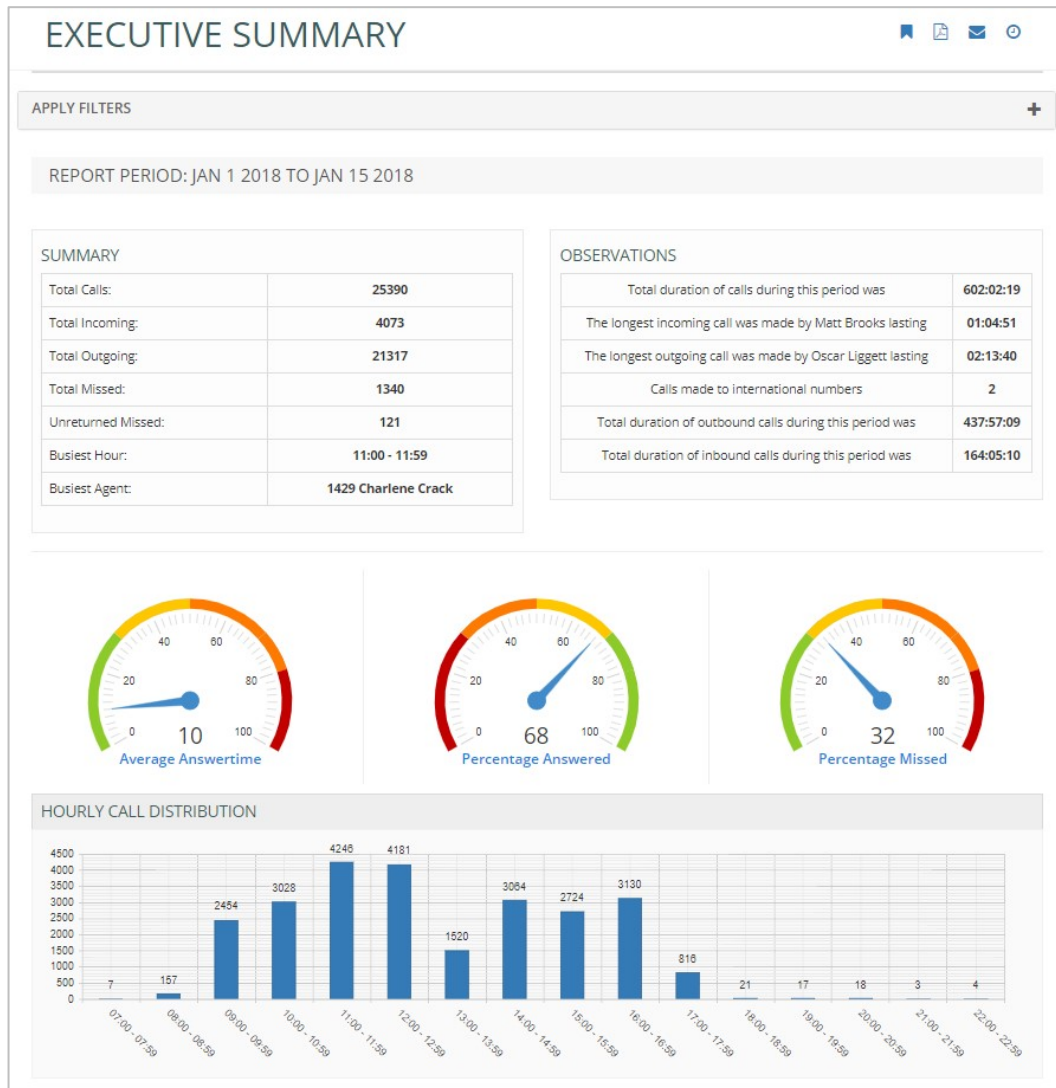 EXECUTIVE SUMMARY
APPLY FILTERS
REPORT PERIOD: JAN 1 2018 TO JAN 15 2018
SUMMARY
Total Calls: 25390
Total Incoming: 4073
Total Outgoing: 21317
Total Missed: 1340
Unreturned Missed: 121
Busiest Hour: 11:00 - 11:59
Busiest Agent: 1429 Charlene Crack
OBSERVATIONS
Total duration of calls during this period was 602:02:19
The longest incoming call was made by Matt Brooks lasting 01:04:51
The longest outgoing call was made by Oscar Liggett lasting 02:13:40
Calls made to international numbers 2
Total duration of outbound calls during this period was 437:57:09
Total duration of inbound calls during this period was 164:05:10
40 60
20 80
0 10 100
Average Answertime
40 60
20 80
0 68 100
Percentage Answered
40 60
20 80
0 32 100
Percentage Missed
HOURLY CALL DISTRIBUTION
4500
4000
3500
3000
2500
2000
1500
1000
500
0
7 157 2454 3028 4246 4181 1520 3064 2724 3130 816 21 17 18 3 4
07:00 - 07:59
08:00 - 08:59
09:00 - 09:59
10:00 - 10:59
11:00 - 11:59
12:00 - 12:59
13:00 - 13:59
14:00 - 14:59
15:00 - 15:59
16:00 - 16:59
17:00 - 17:59
18:00 - 18:59
19:00 - 19:59
20:00 - 20:59
21:00 - 21:59
22:00 - 22:59